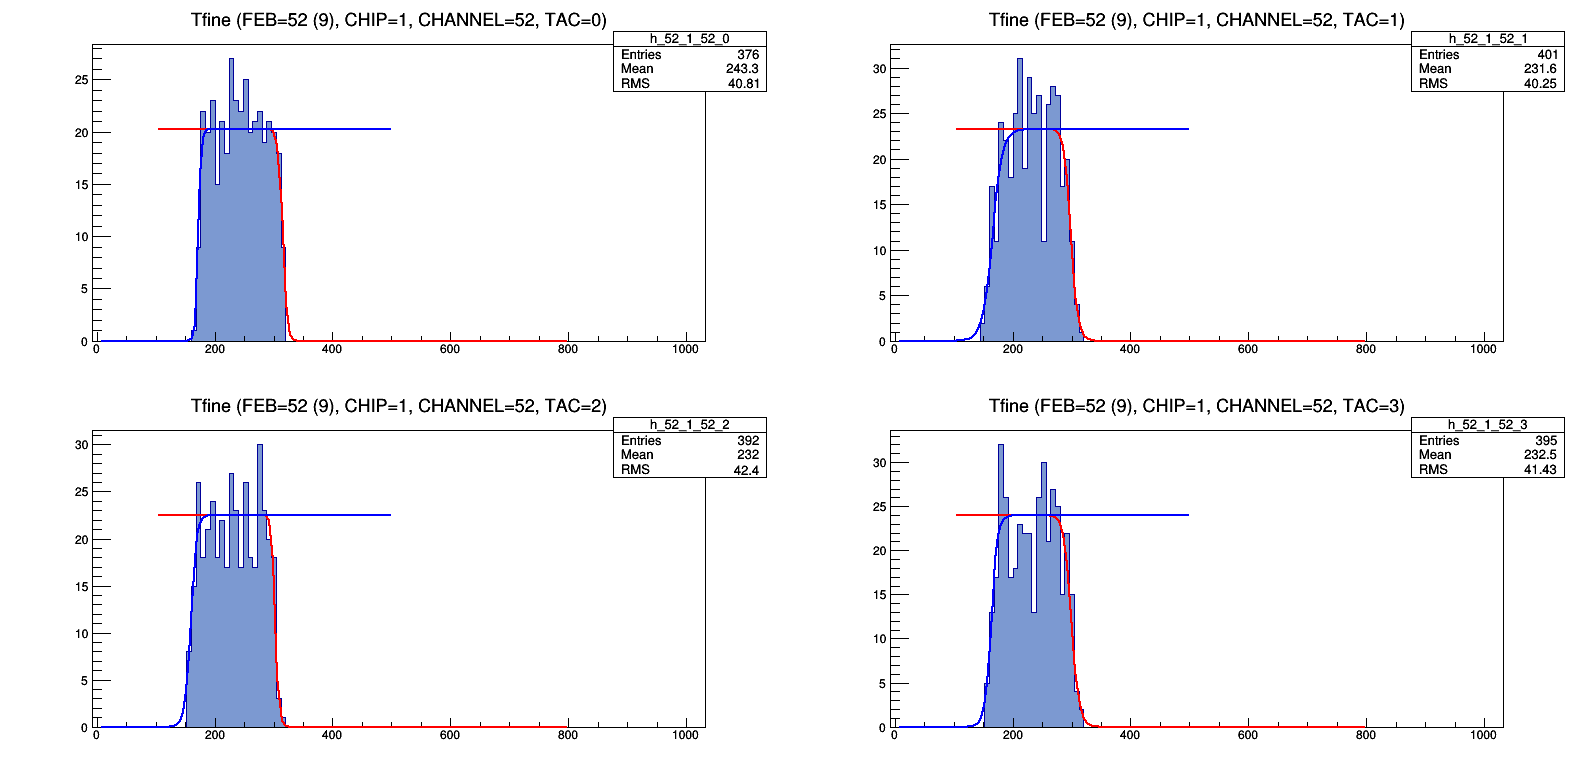 Tfine (FEB=52 (9), CHIP=1, CHANNEL=52, TAC=0)
h_52_1_52_0
Entries 376
Mean 243.3
RMS 40.81
25
20
15
10
5
0
0 200 400 600 800 1000
Tfine (FEB=52 (9), CHIP=1, CHANNEL=52, TAC=1)
h_52_1_52_1
Entries 401
Mean 231.6
RMS 40.25
30
25
20
15
10
5
0
0 200 400 600 800 1000
Tfine (FEB=52 (9), CHIP=1, CHANNEL=52, TAC=2)
h_52_1_52_2
Entries 392
Mean 232
RMS 42.4
30
25
20
15
10
5
0
0 200 400 600 800 1000
Tfine (FEB=52 (9), CHIP=1, CHANNEL=52, TAC=3)
h_52_1_52_3
Entries 395
Mean 232.5
RMS 41.43
30
25
20
15
10
5
0
0 200 400 600 800 1000